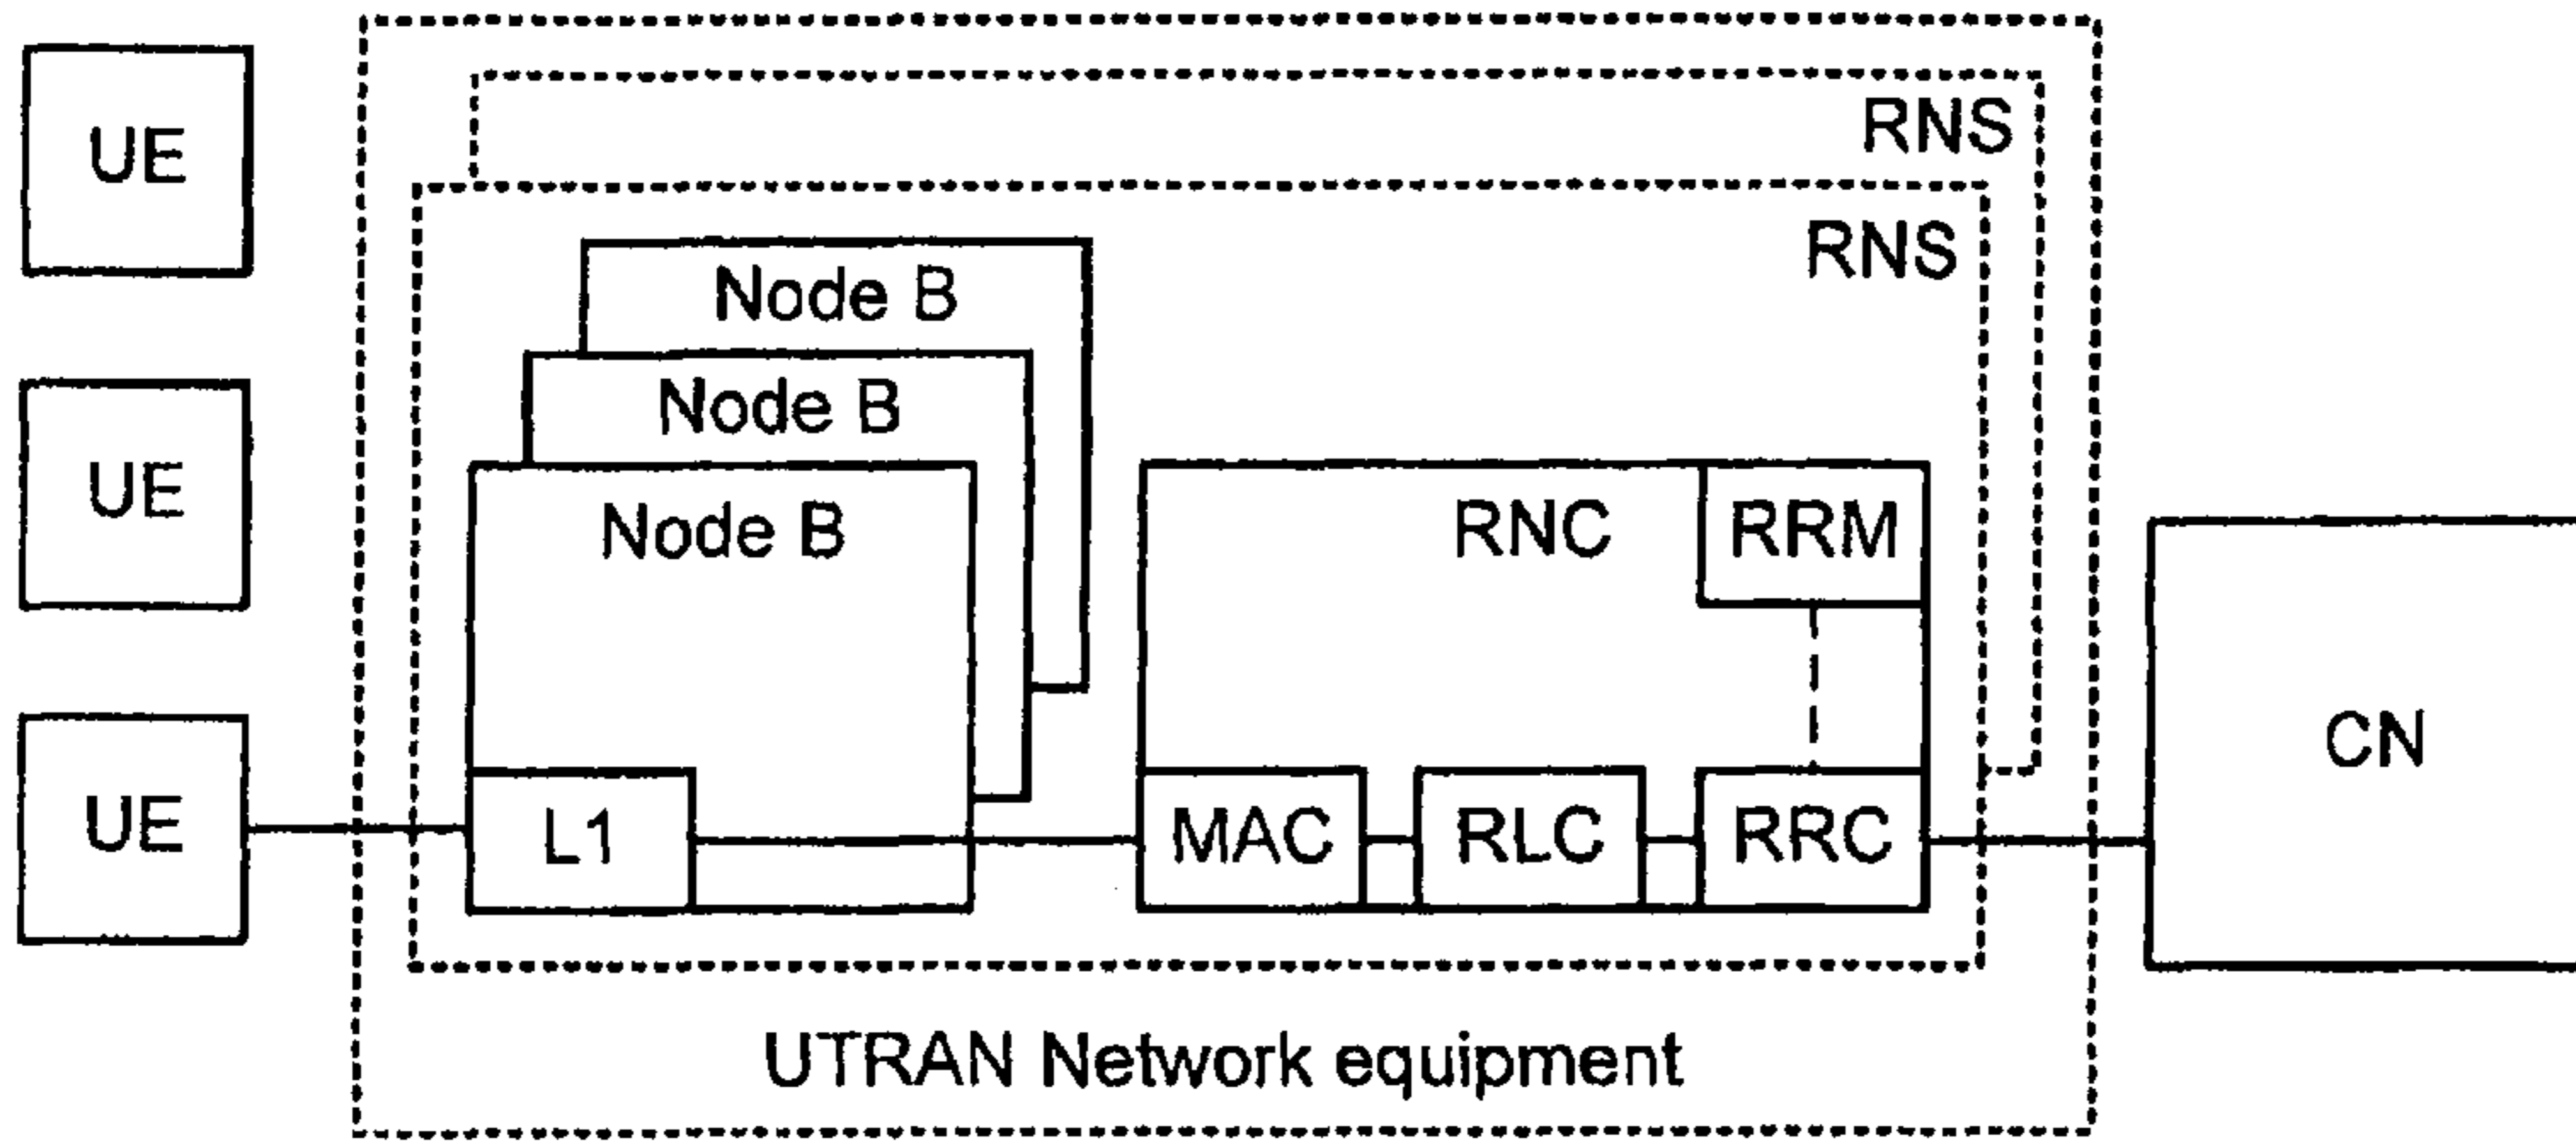 UE
RNS
RNS
Node B
Node B
UE
Node B
RNC
RRM
CN
UE
L1
MAC
RLC
RRC
UTRAN Network equipment